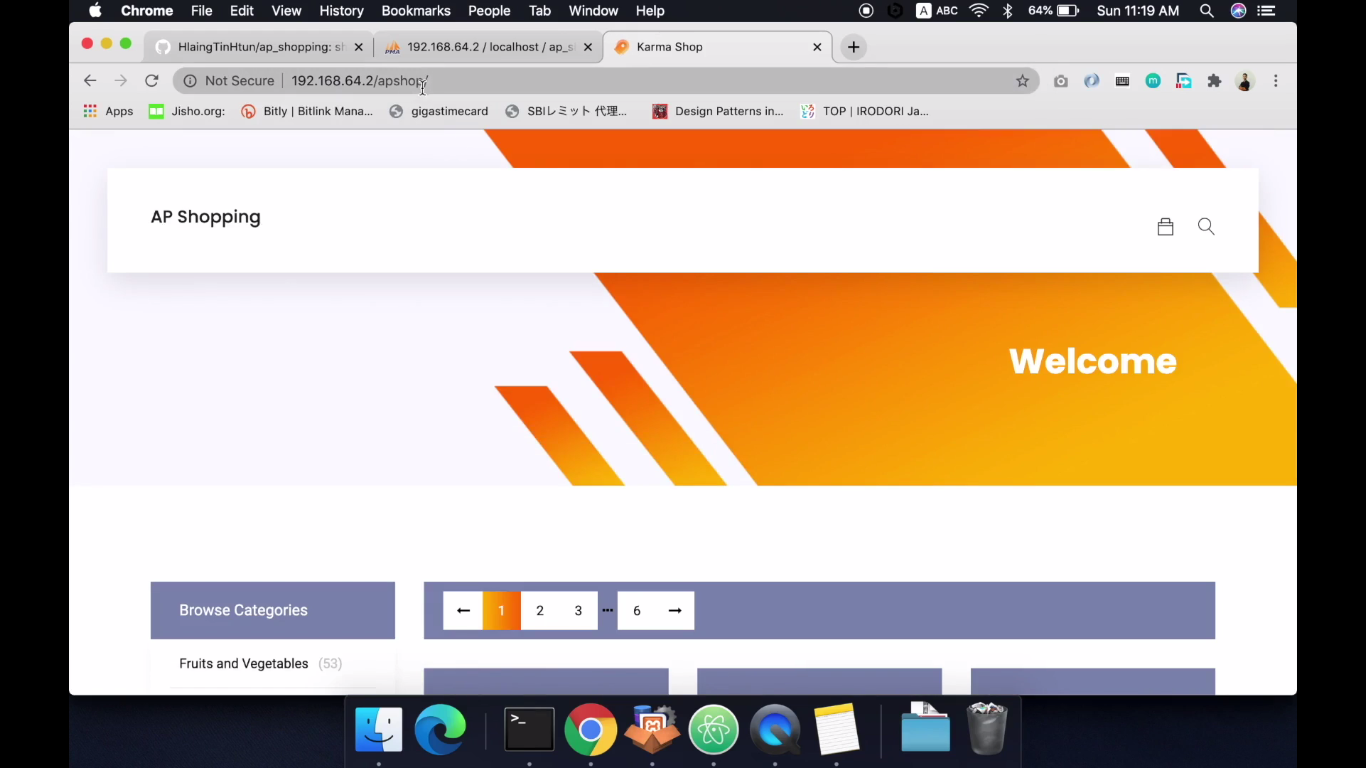 Chrome File Edit View History Bookmarks People Tab Window Help A ABC 64% Sun 11:19 AM
HlaingTinHtun/ap_shopping: sh 192.168.64.2 / localhost / ap_s Karma Shop
Not Secure 192.168.64.2/apshop/
Apps Jisho.org: Bitly | Bitlink Mana... gigastimecard SBIレミット 代理... Design Patterns in... TOP | IRODORI Ja...
AP Shopping
Welcome
Browse Categories
1 2 3 ... 6
Fruits and Vegetables (53)